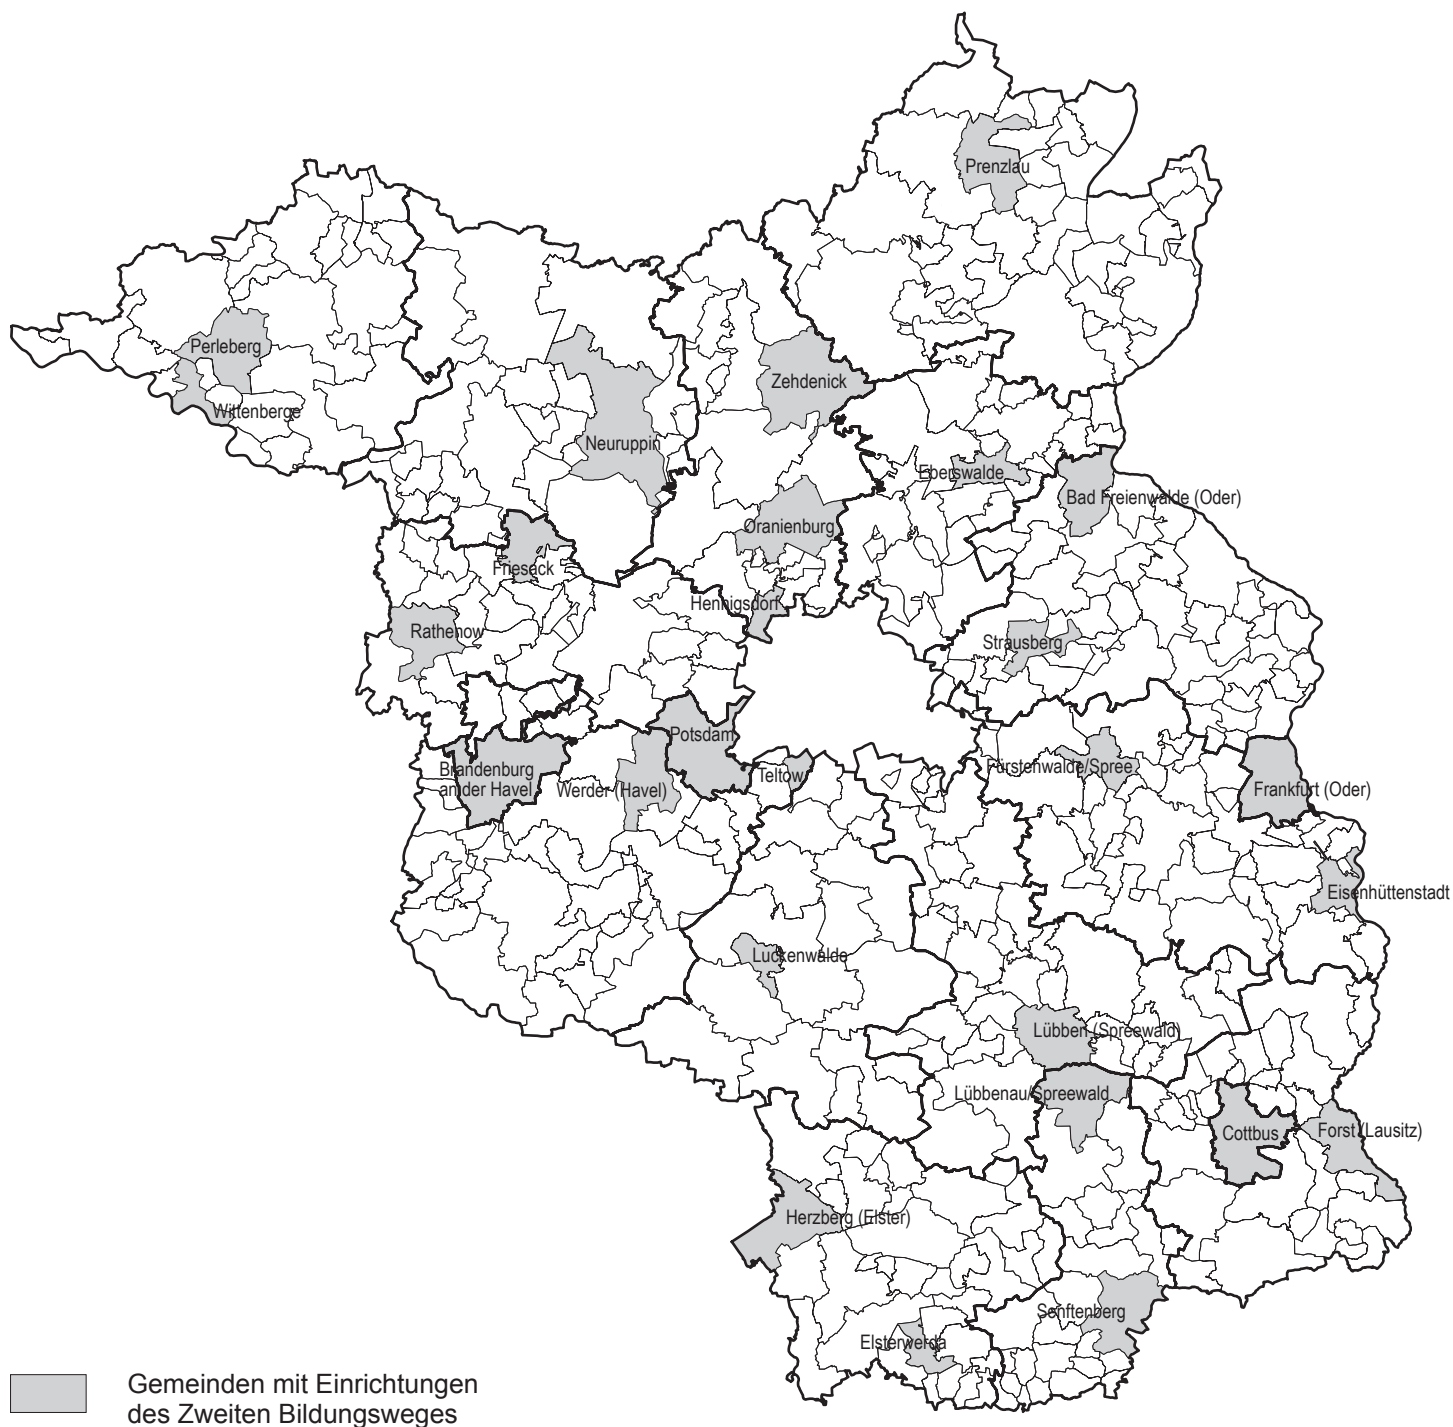 Prenzlau
Perleberg
Wittenberge
Zehdenick
Neuruppin
Eberswalde
Bad Freienwalde (Oder)
Oranienburg
Friesack
Hennigsdorf
Rathenow
Strausberg
Potsdam
Brandenburg
an der Havel
Werder (Havel)
Teltow
Fürstenwalde/Spree
Frankfurt (Oder)
Eisenhüttenstadt
Luckenwalde
Lübben (Spreewald)
Lübbenau/Spreewald
Cottbus
Forst (Lausitz)
Herzberg (Elster)
Senftenberg
Elsterwerda
Gemeinden mit Einrichtungen
des Zweiten Bildungsweges